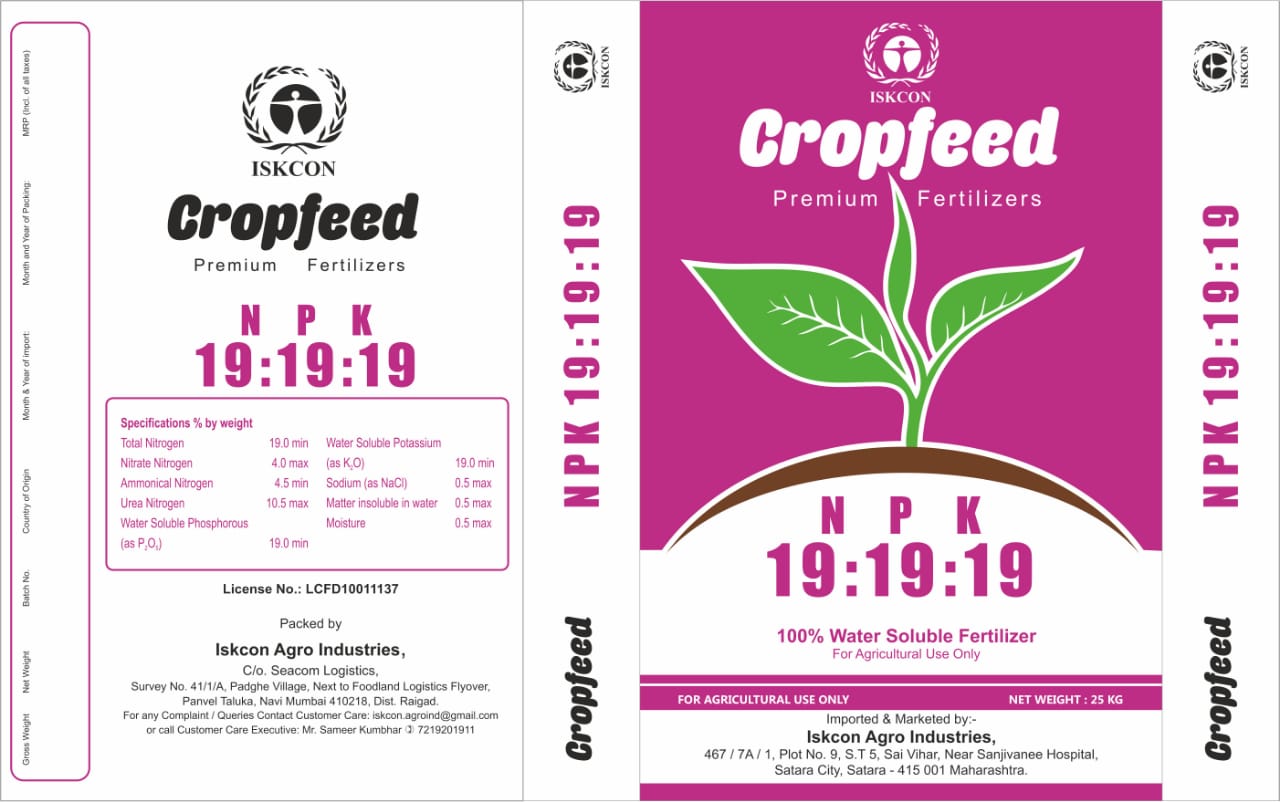 MRP (Incl. of all taxes)
Month and Year of Packing:
Month & Year of import:
Country of Origin
Batch No.
Net Weight
Gross Weight
ISKCON
Cropfeed
Premium Fertilizers
N P K
19:19:19
Specifications % by weight
Total Nitrogen 19.0 min
Nitrate Nitrogen 4.0 max
Ammonical Nitrogen 4.5 min
Urea Nitrogen 10.5 max
Water Soluble Phosphorous
(as P₂O₅) 19.0 min
Water Soluble Potassium
(as K₂O) 19.0 min
Sodium (as NaCl) 0.5 max
Matter insoluble in water 0.5 max
Moisture 0.5 max
License No.: LCFD10011137
Packed by
Iskcon Agro Industries,
C/o. Seacom Logistics,
Survey No. 41/1/A, Padghe Village, Next to Foodland Logistics Flyover,
Panvel Taluka, Navi Mumbai 410218, Dist. Raigad.
For any Complaint / Queries Contact Customer Care: iskcon.agroind@gmail.com
or call Customer Care Executive: Mr. Sameer Kumbhar ✆ 7219201911
ISKCON
NPK 19:19:19
Cropfeed
ISKCON
Cropfeed
Premium Fertilizers
N P K
19:19:19
100% Water Soluble Fertilizer
For Agricultural Use Only
FOR AGRICULTURAL USE ONLY NET WEIGHT : 25 KG
Imported & Marketed by:-
Iskcon Agro Industries,
467 / 7A / 1, Plot No. 9, S.T 5, Sai Vihar, Near Sanjivanee Hospital,
Satara City, Satara - 415 001 Maharashtra.
ISKCON
NPK 19:19:19
Cropfeed